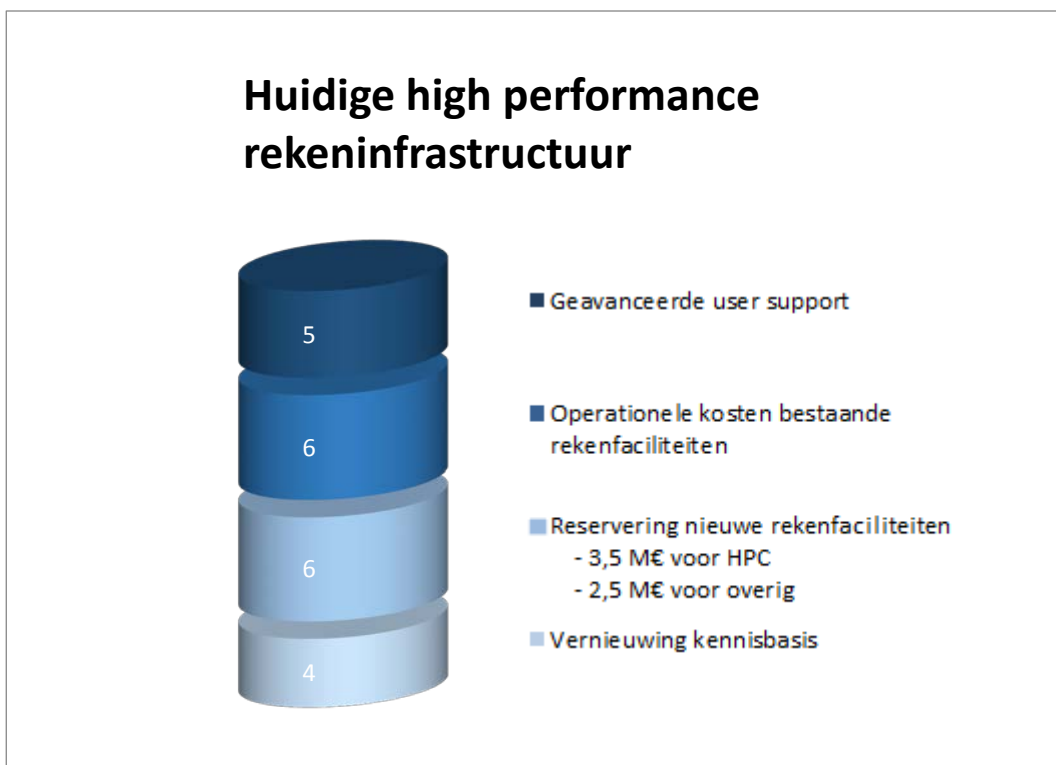 Huidige high performance
rekeninfrastructuur
5
Geavanceerde user support
6
Operationele kosten bestaande
rekenfaciliteiten
6
Reservering nieuwe rekenfaciliteiten
- 3,5 M€ voor HPC
- 2,5 M€ voor overig
4
Vernieuwing kennisbasis